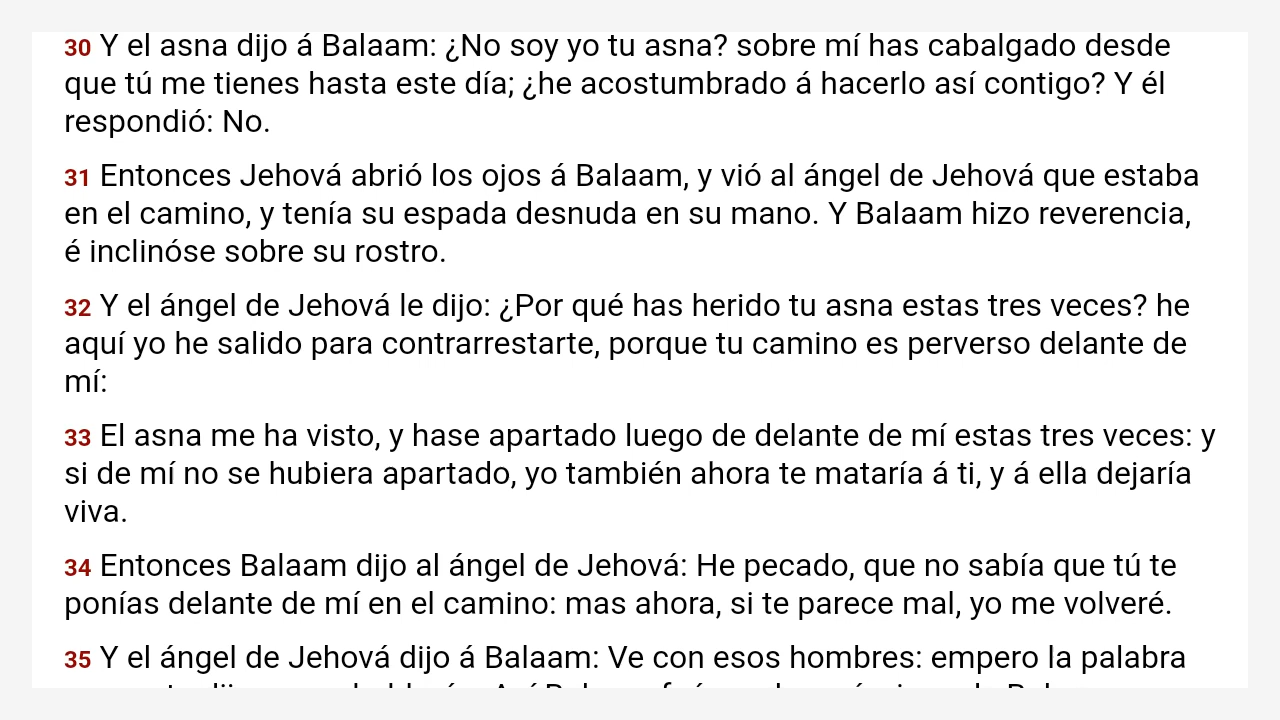 30 Y el asna dijo á Balaam: ¿No soy yo tu asna? sobre mí has cabalgado desde
que tú me tienes hasta este día; ¿he acostumbrado á hacerlo así contigo? Y él
respondió: No.
31 Entonces Jehová abrió los ojos á Balaam, y vió al ángel de Jehová que estaba
en el camino, y tenía su espada desnuda en su mano. Y Balaam hizo reverencia,
é inclinóse sobre su rostro.
32 Y el ángel de Jehová le dijo: ¿Por qué has herido tu asna estas tres veces? he
aquí yo he salido para contrarrestarte, porque tu camino es perverso delante de
mí:
33 El asna me ha visto, y hase apartado luego de delante de mí estas tres veces: y
si de mí no se hubiera apartado, yo también ahora te mataría á ti, y á ella dejaría
viva.
34 Entonces Balaam dijo al ángel de Jehová: He pecado, que no sabía que tú te
ponías delante de mí en el camino: mas ahora, si te parece mal, yo me volveré.
35 Y el ángel de Jehová dijo á Balaam: Ve con esos hombres: empero la palabra